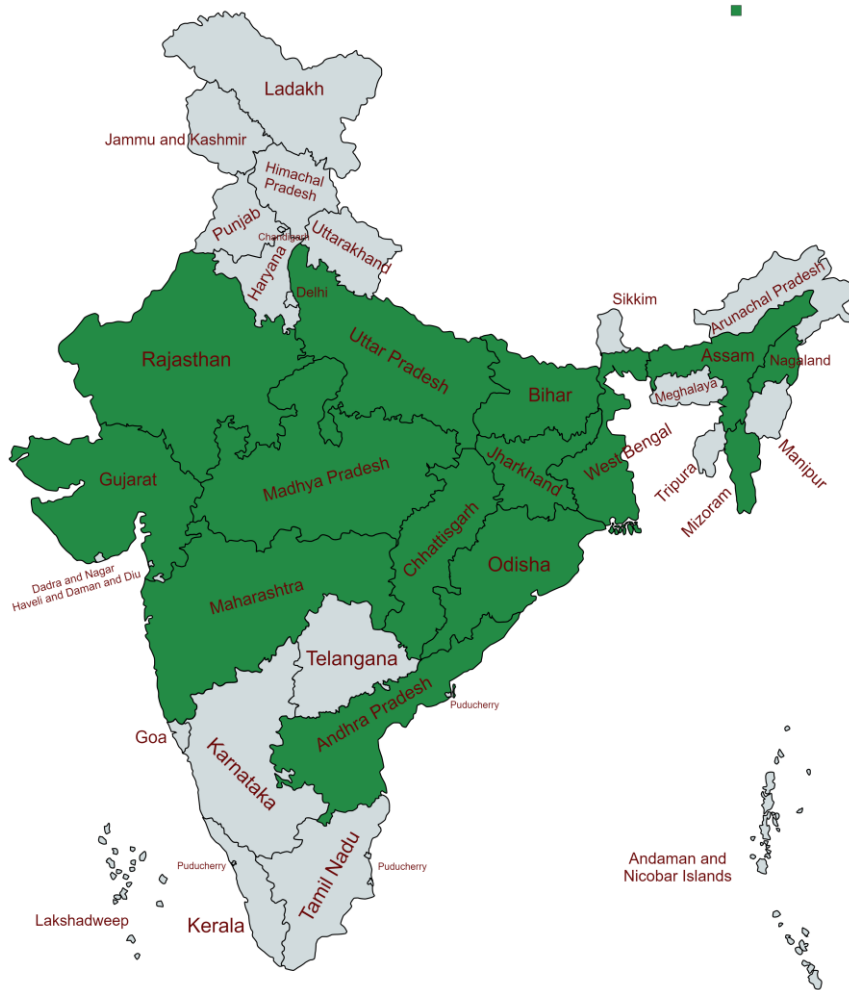 Ladakh
Jammu and Kashmir
Himachal
Pradesh
Punjab
Chandigarh
Uttarakhand
Haryana
Delhi
Sikkim
Arunachal Pradesh
Rajasthan
Uttar Pradesh
Bihar
Assam
Nagaland
Meghalaya
Gujarat
Madhya Pradesh
Jharkhand
West Bengal
Tripura
Mizoram
Manipur
Chhattisgarh
Odisha
Dadra and Nagar
Haveli and Daman and Diu
Maharashtra
Telangana
Andhra Pradesh
Puducherry
Goa
Karnataka
Puducherry
Tamil Nadu
Puducherry
Andaman and
Nicobar Islands
Lakshadweep
Kerala